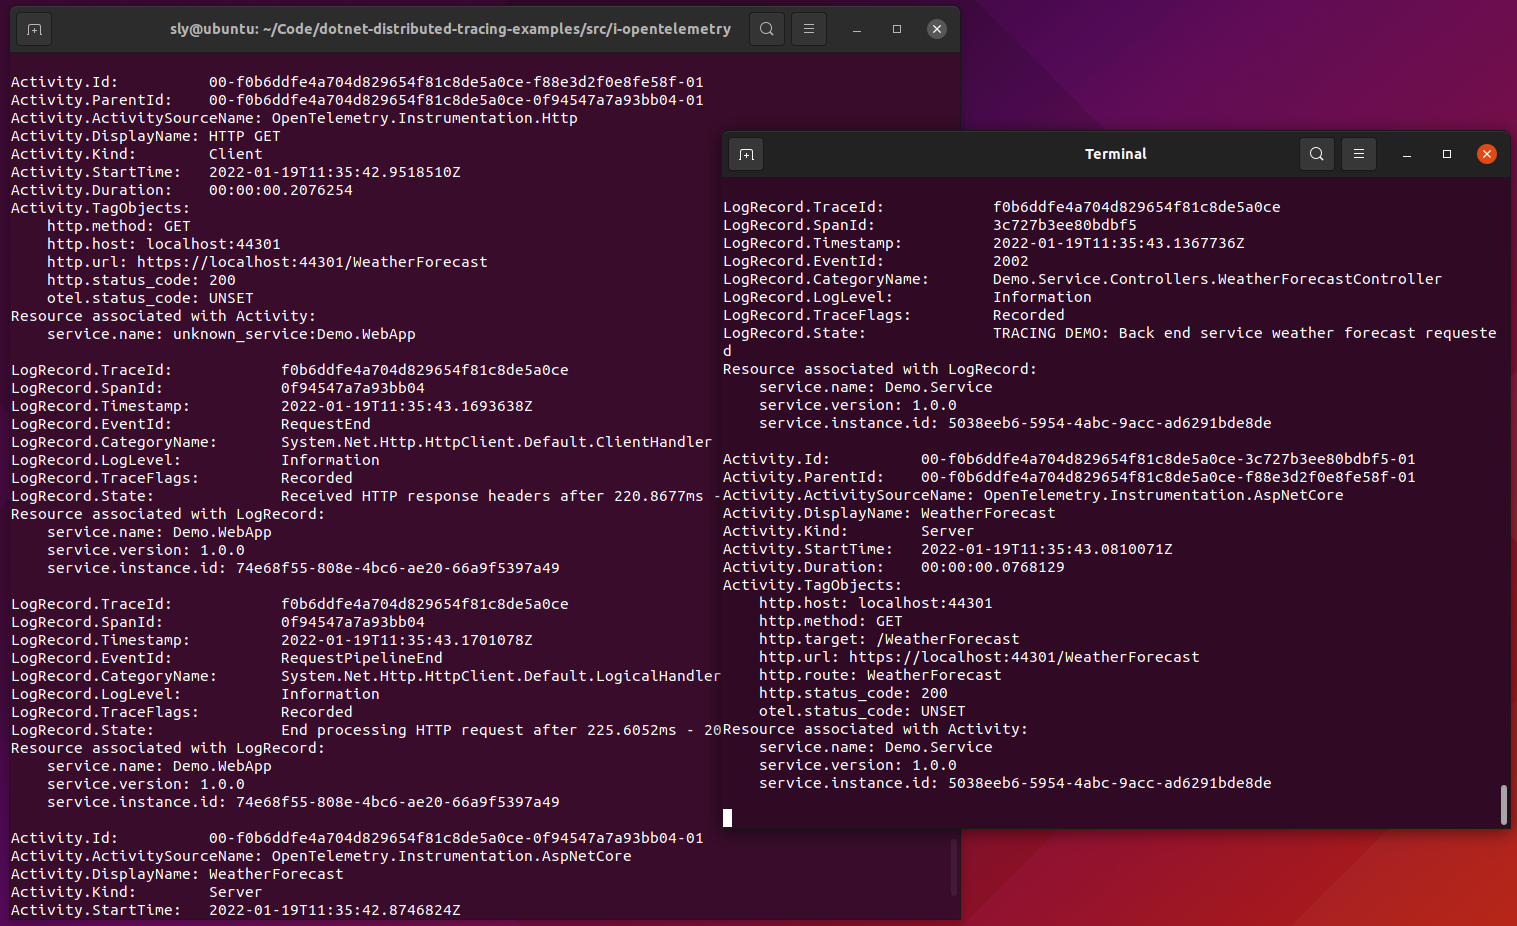 sly@ubuntu: ~/Code/dotnet-distributed-tracing-examples/src/i-opentelemetry
Activity.Id: 00-f0b6ddfe4a704d829654f81c8de5a0ce-f88e3d2f0e8fe58f-01
Activity.ParentId: 00-f0b6ddfe4a704d829654f81c8de5a0ce-0f94547a7a93bb04-01
Activity.ActivitySourceName: OpenTelemetry.Instrumentation.Http
Activity.DisplayName: HTTP GET
Activity.Kind: Client
Activity.StartTime: 2022-01-19T11:35:42.9518510Z
Activity.Duration: 00:00:00.2076254
Activity.TagObjects:
http.method: GET
http.host: localhost:44301
http.url: https://localhost:44301/WeatherForecast
http.status_code: 200
otel.status_code: UNSET
Resource associated with Activity:
service.name: unknown_service:Demo.WebApp
LogRecord.TraceId: f0b6ddfe4a704d829654f81c8de5a0ce
LogRecord.SpanId: 0f94547a7a93bb04
LogRecord.Timestamp: 2022-01-19T11:35:43.1693638Z
LogRecord.EventId: RequestEnd
LogRecord.CategoryName: System.Net.Http.HttpClient.Default.ClientHandler
LogRecord.LogLevel: Information
LogRecord.TraceFlags: Recorded
LogRecord.State: Received HTTP response headers after 220.8677ms -
Resource associated with LogRecord:
service.name: Demo.WebApp
service.version: 1.0.0
service.instance.id: 74e68f55-808e-4bc6-ae20-66a9f5397a49
LogRecord.TraceId: f0b6ddfe4a704d829654f81c8de5a0ce
LogRecord.SpanId: 0f94547a7a93bb04
LogRecord.Timestamp: 2022-01-19T11:35:43.1701078Z
LogRecord.EventId: RequestPipelineEnd
LogRecord.CategoryName: System.Net.Http.HttpClient.Default.LogicalHandler
LogRecord.LogLevel: Information
LogRecord.TraceFlags: Recorded
LogRecord.State: End processing HTTP request after 225.6052ms - 20
Resource associated with LogRecord:
service.name: Demo.WebApp
service.version: 1.0.0
service.instance.id: 74e68f55-808e-4bc6-ae20-66a9f5397a49
Activity.Id: 00-f0b6ddfe4a704d829654f81c8de5a0ce-0f94547a7a93bb04-01
Activity.ActivitySourceName: OpenTelemetry.Instrumentation.AspNetCore
Activity.DisplayName: WeatherForecast
Activity.Kind: Server
Activity.StartTime: 2022-01-19T11:35:42.8746824Z
Terminal
LogRecord.TraceId: f0b6ddfe4a704d829654f81c8de5a0ce
LogRecord.SpanId: 3c727b3ee80bdbf5
LogRecord.Timestamp: 2022-01-19T11:35:43.1367736Z
LogRecord.EventId: 2002
LogRecord.CategoryName: Demo.Service.Controllers.WeatherForecastController
LogRecord.LogLevel: Information
LogRecord.TraceFlags: Recorded
LogRecord.State: TRACING DEMO: Back end service weather forecast requeste
d
Resource associated with LogRecord:
service.name: Demo.Service
service.version: 1.0.0
service.instance.id: 5038eeb6-5954-4abc-9acc-ad6291bde8de
Activity.Id: 00-f0b6ddfe4a704d829654f81c8de5a0ce-3c727b3ee80bdbf5-01
Activity.ParentId: 00-f0b6ddfe4a704d829654f81c8de5a0ce-f88e3d2f0e8fe58f-01
Activity.ActivitySourceName: OpenTelemetry.Instrumentation.AspNetCore
Activity.DisplayName: WeatherForecast
Activity.Kind: Server
Activity.StartTime: 2022-01-19T11:35:43.0810071Z
Activity.Duration: 00:00:00.0768129
Activity.TagObjects:
http.host: localhost:44301
http.method: GET
http.target: /WeatherForecast
http.url: https://localhost:44301/WeatherForecast
http.route: WeatherForecast
http.status_code: 200
otel.status_code: UNSET
Resource associated with Activity:
service.name: Demo.Service
service.version: 1.0.0
service.instance.id: 5038eeb6-5954-4abc-9acc-ad6291bde8de